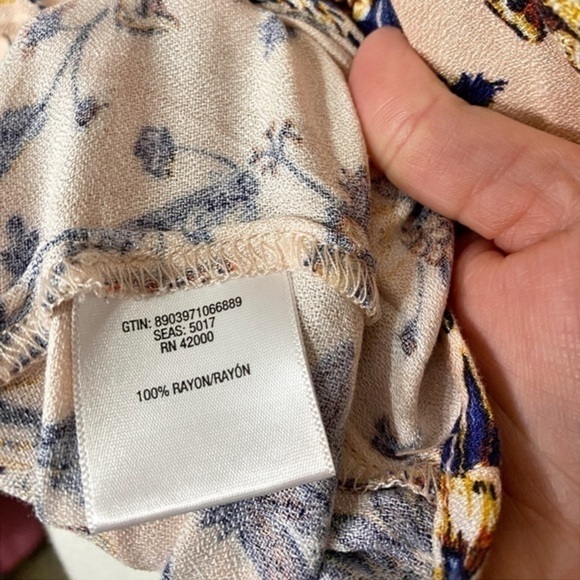 GTIN: 8903971066889
SEAS: 5017
RN 42000
100% RAYON/RAYÓN